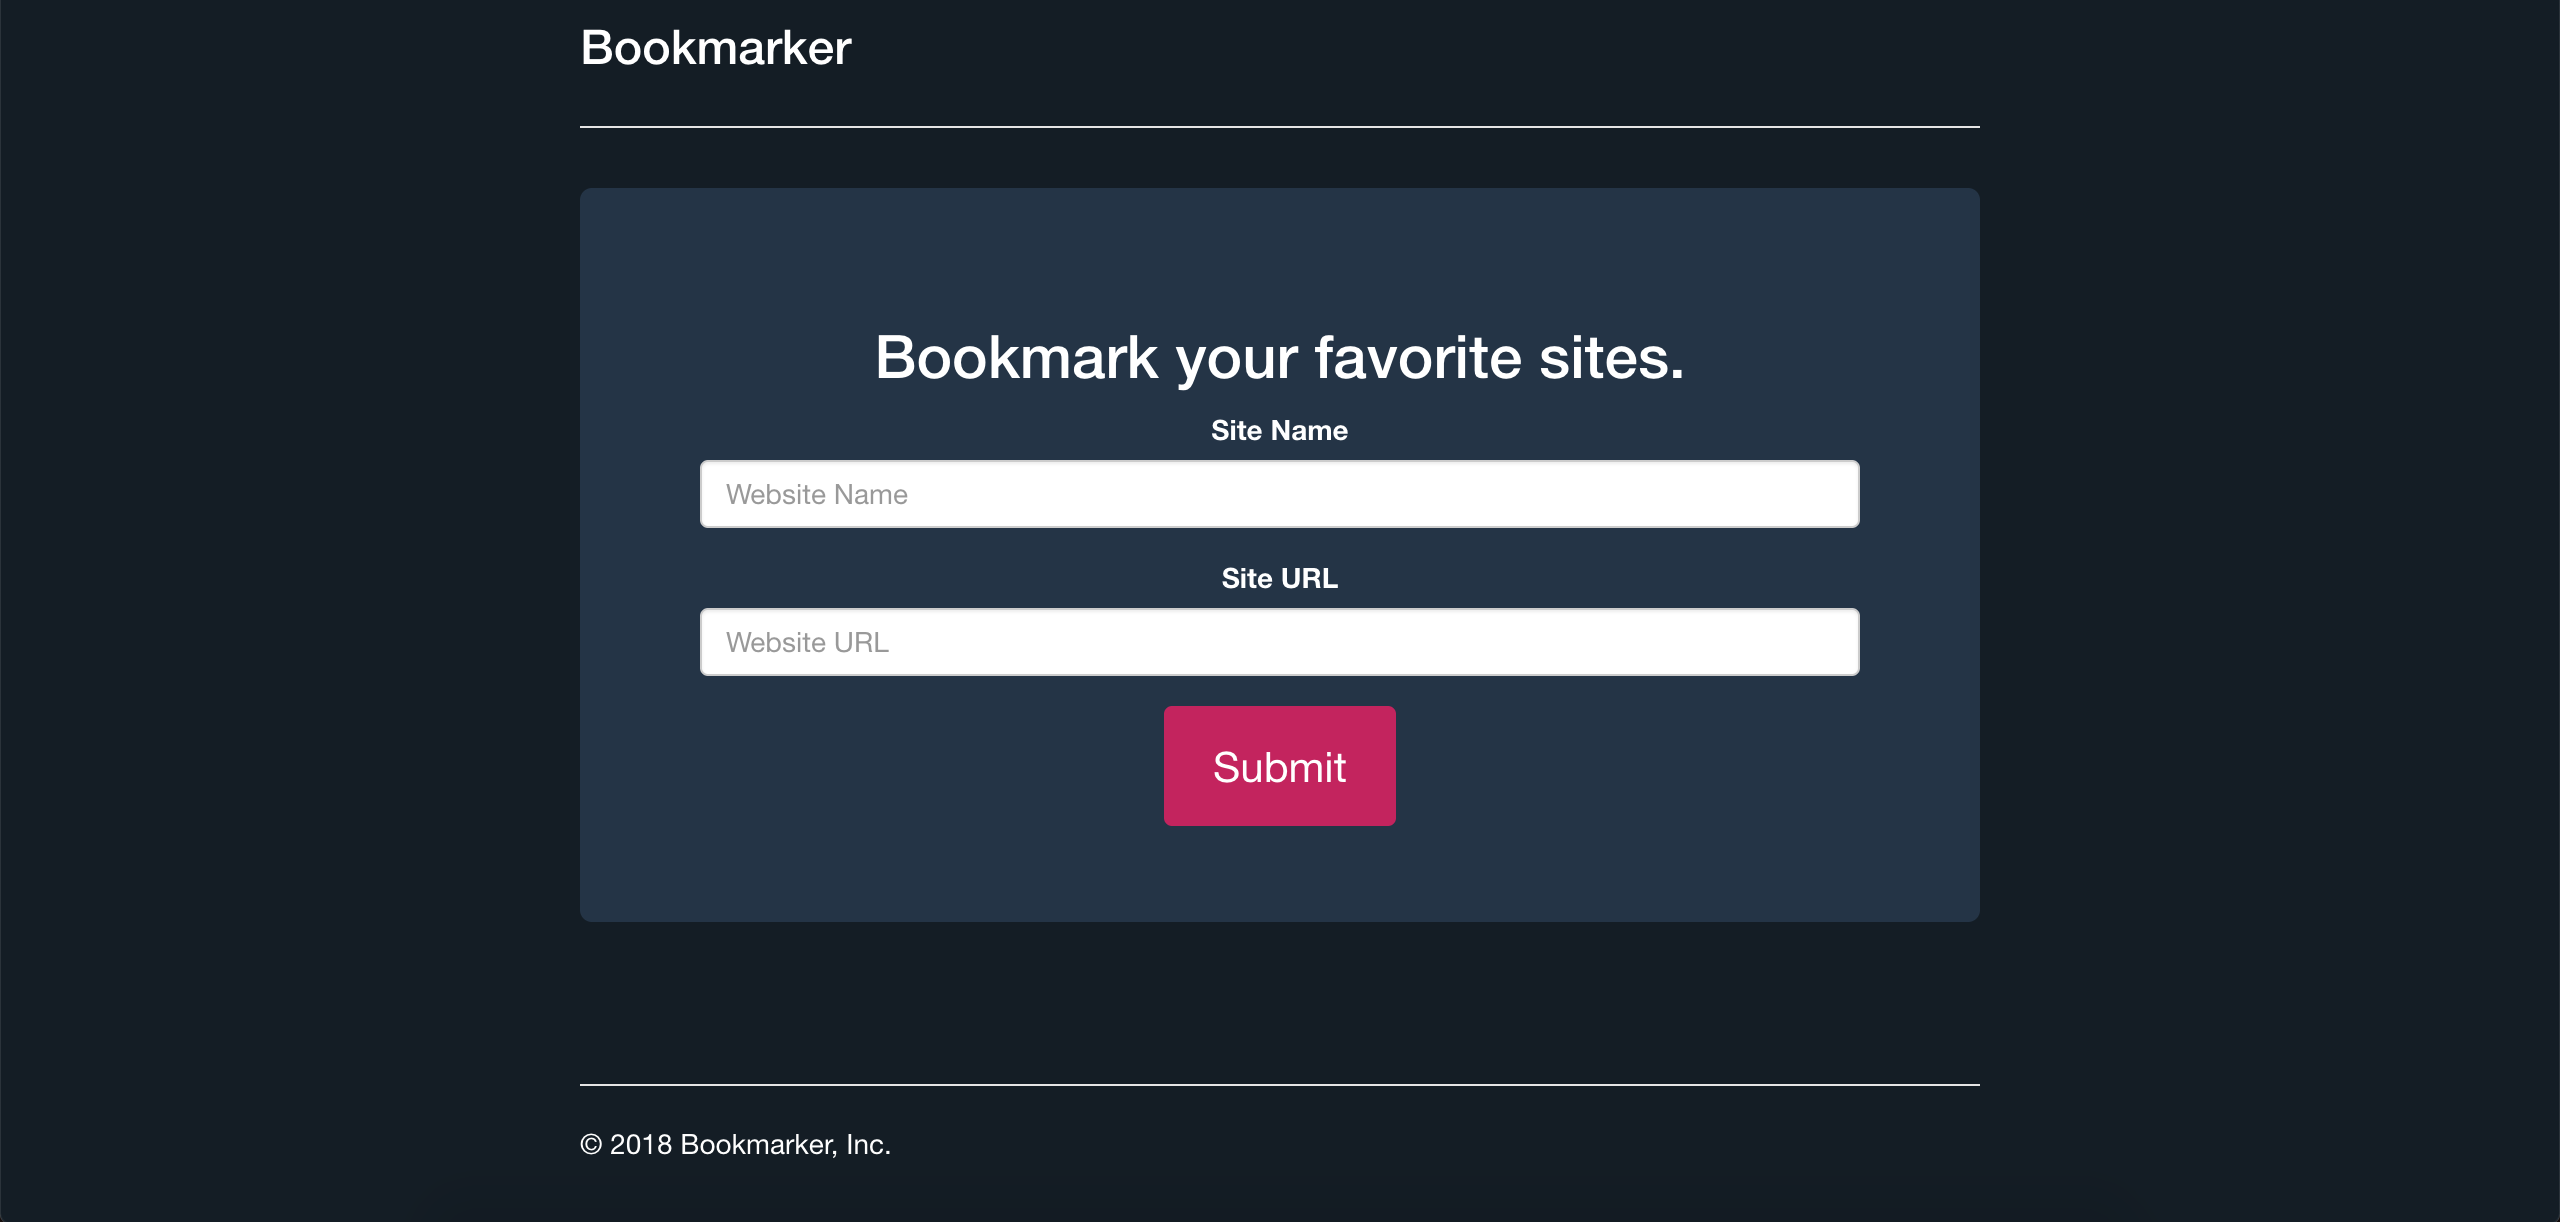 Bookmarker
Bookmark your favorite sites.
Site Name
Website Name
Site URL
Website URL
Submit
© 2018 Bookmarker, Inc.